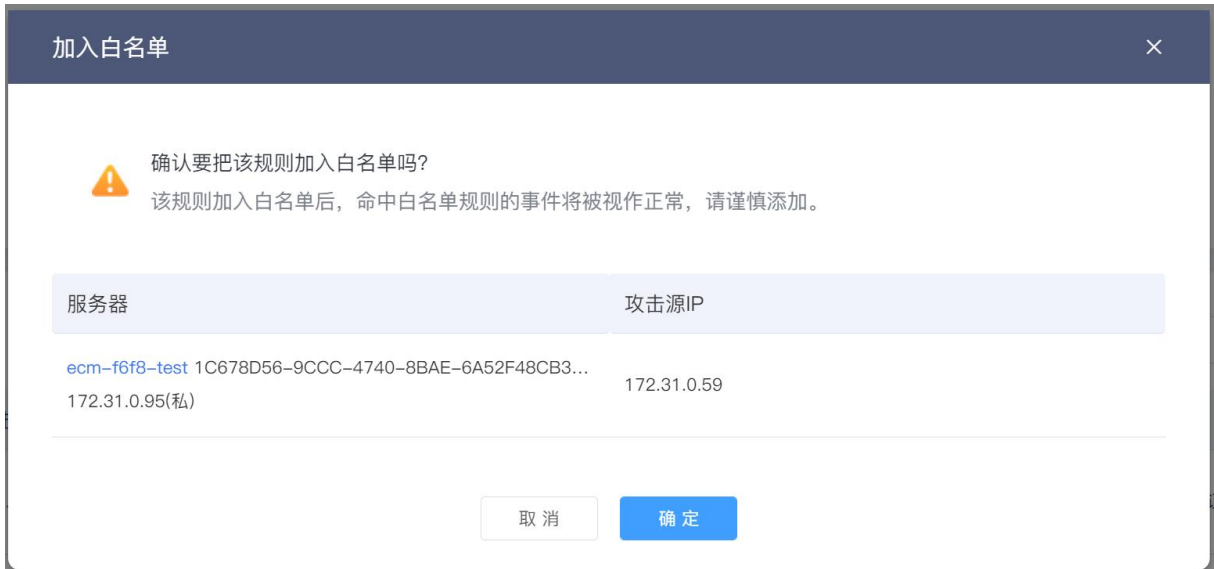 加入白名单
确认要把该规则加入白名单吗?
该规则加入白名单后，命中白名单规则的事件将被视作正常，请谨慎添加。
服务器 攻击源IP
ecm-f6f8-test 1C678D56-9CCC-4740-8BAE-6A52F48CB3...
172.31.0.95(私)
172.31.0.59
取消 确定